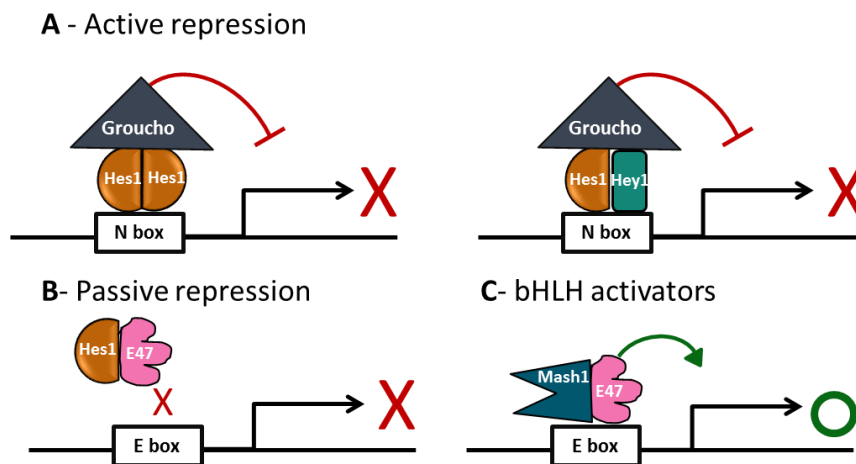 A - Active repression
Groucho
Hes1 Hes1
N box
X
Groucho
Hes1 Hey1
N box
X
B- Passive repression
Hes1 E47
X
E box
X
C- bHLH activators
Mash1 E47
E box